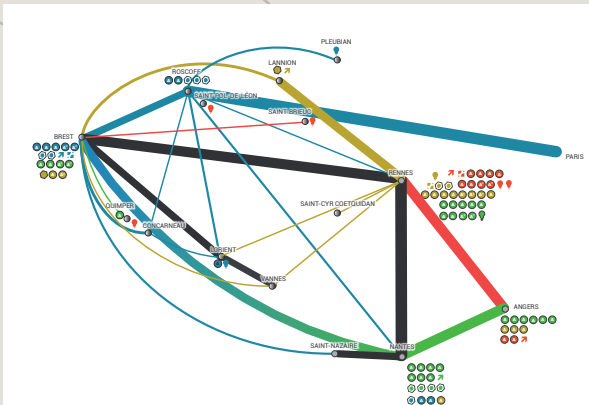 PLEUBIAN
LANNION
ROSCOFF
SAINT-POL-DE-LÉON
SAINT-BRIEUC
BREST
PARIS
RENNES
QUIMPER
SAINT-CYR COETQUIDAN
CONCARNEAU
LORIENT
VANNES
ANGERS
SAINT-NAZAIRE
NANTES